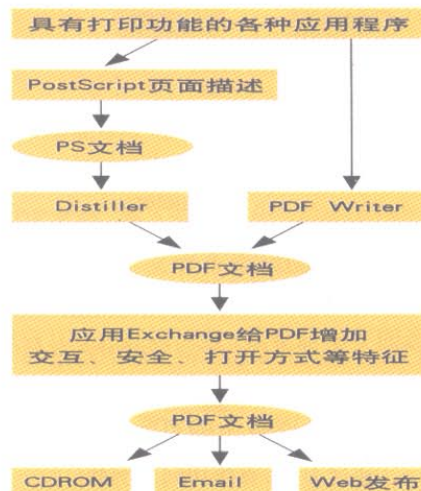 具有打印功能的各种应用程序
PostScript页面描述
PS文档
Distiller
PDF Writer
PDF文档
应用Exchange给PDF增加
交互、安全、打开方式等特征
PDF文档
CDROM
Email
Web发布